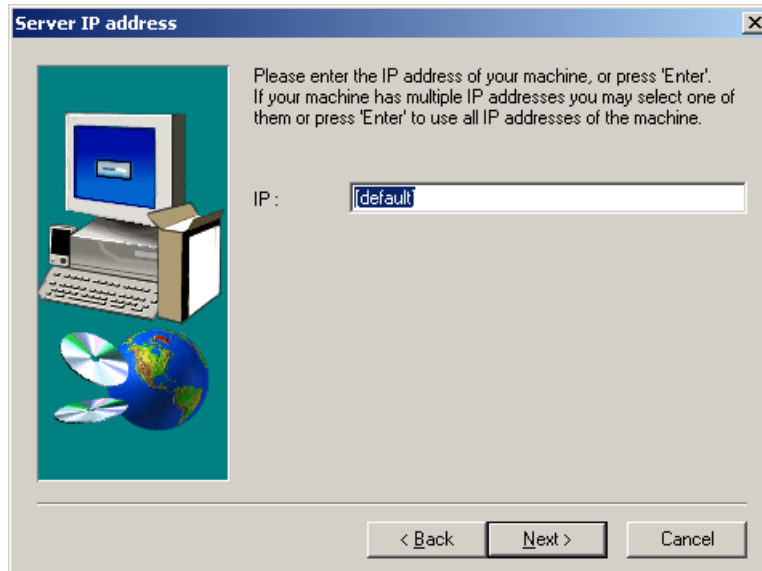 Server IP address
Please enter the IP address of your machine, or press 'Enter'.
If your machine has multiple IP addresses you may select one of
them or press 'Enter' to use all IP addresses of the machine.
IP : [default]
< Back Next > Cancel